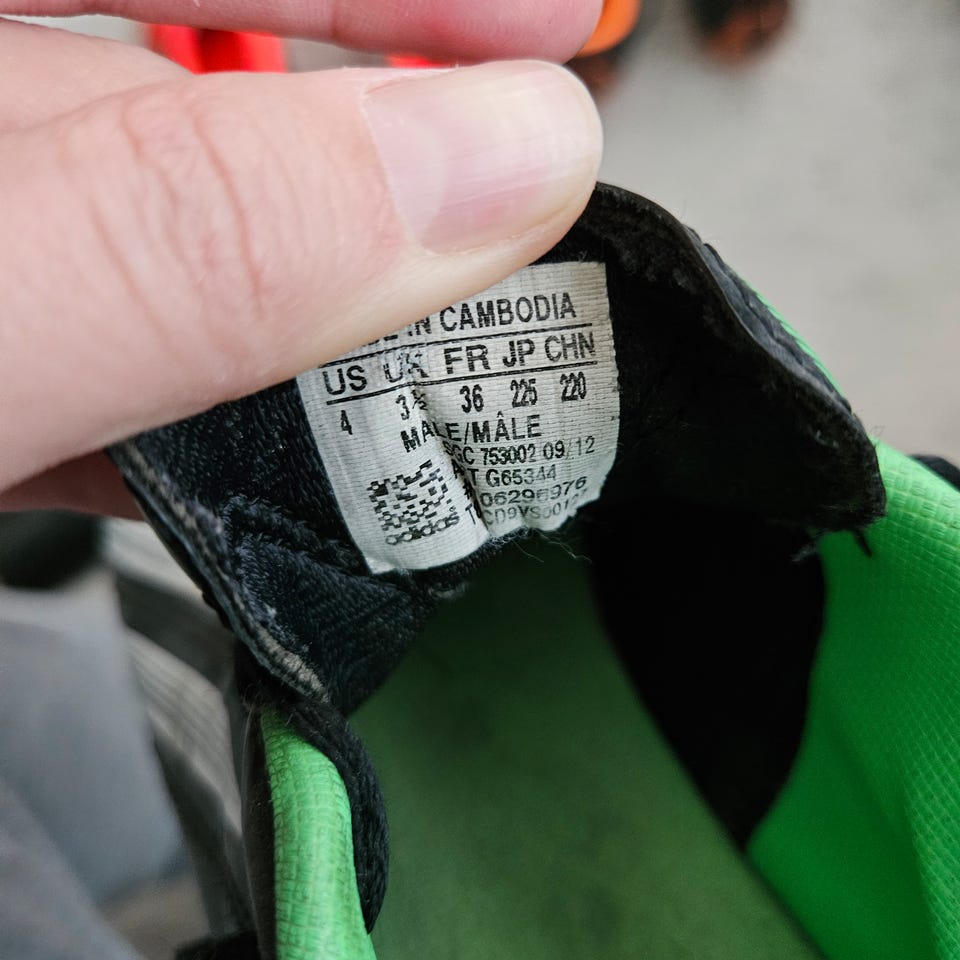 IN CAMBODIA
US UK FR JP CHN
4 3½ 36 225 220
MALE/MÂLE
753002 09/12
G65344
adidas